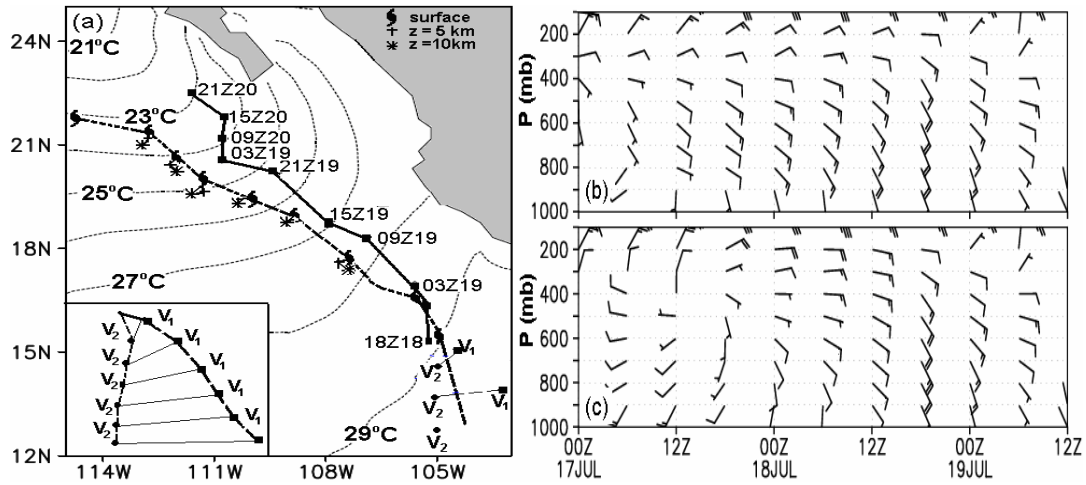 (a)
surface
z = 5 km
z =10km
24N
21N
18N
15N
12N
21°C
23°C
25°C
27°C
29°C
21Z20
15Z20
09Z20
03Z19
21Z19
15Z19
09Z19
03Z19
18Z18
V2 V1
V2 V1
V2
V2 V1
V2 V1
V2 V1
V2 V1
V2 V1
V2 V1
114W 111W 108W 105W
P (mb)
200
400
600
800
1000
(b)
P (mb)
200
400
600
800
1000
(c)
00Z 12Z 00Z 12Z 00Z 12Z
17JUL 18JUL 19JUL